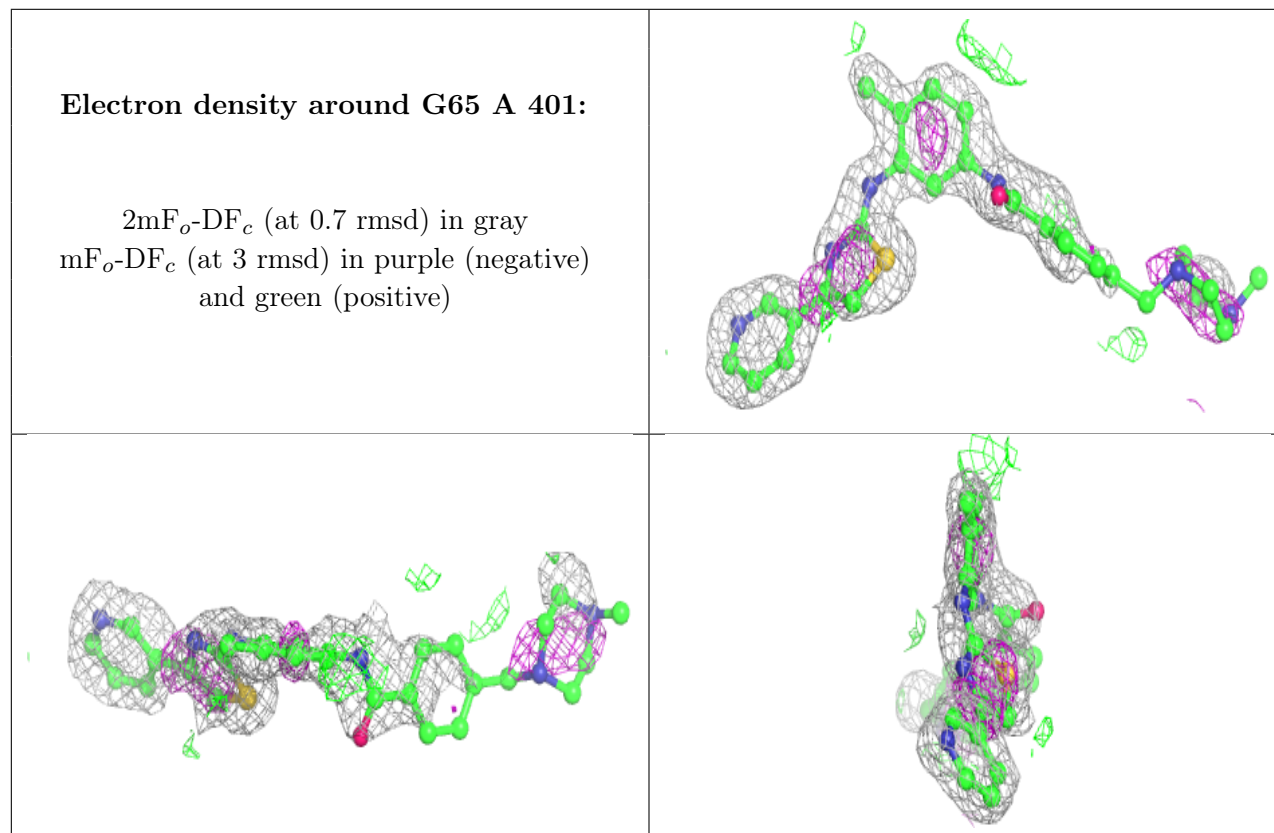 Electron density around G65 A 401:
2mFo-DFc (at 0.7 rmsd) in gray
mFo-DFc (at 3 rmsd) in purple (negative)
and green (positive)